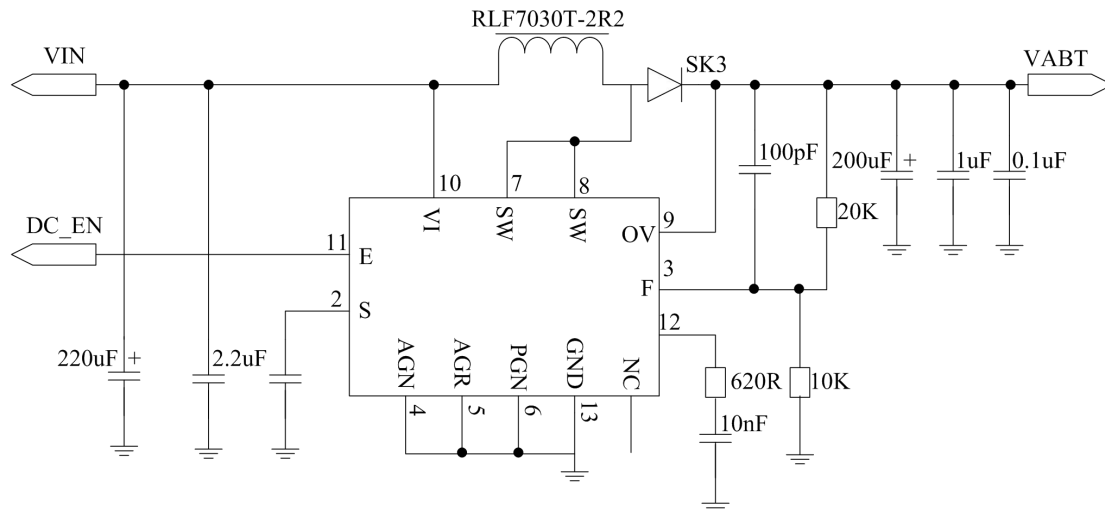 RLF7030T-2R2
VIN
SK3
VABT
100pF
200uF +
1uF
0.1uF
10
7
8
VI
SW
SW
20K
DC_EN
11
E
OV
9
3
F
2
S
12
220uF +
2.2uF
AGN
AGR
PGN
GND
NC
620R
10K
4
5
6
13
10nF